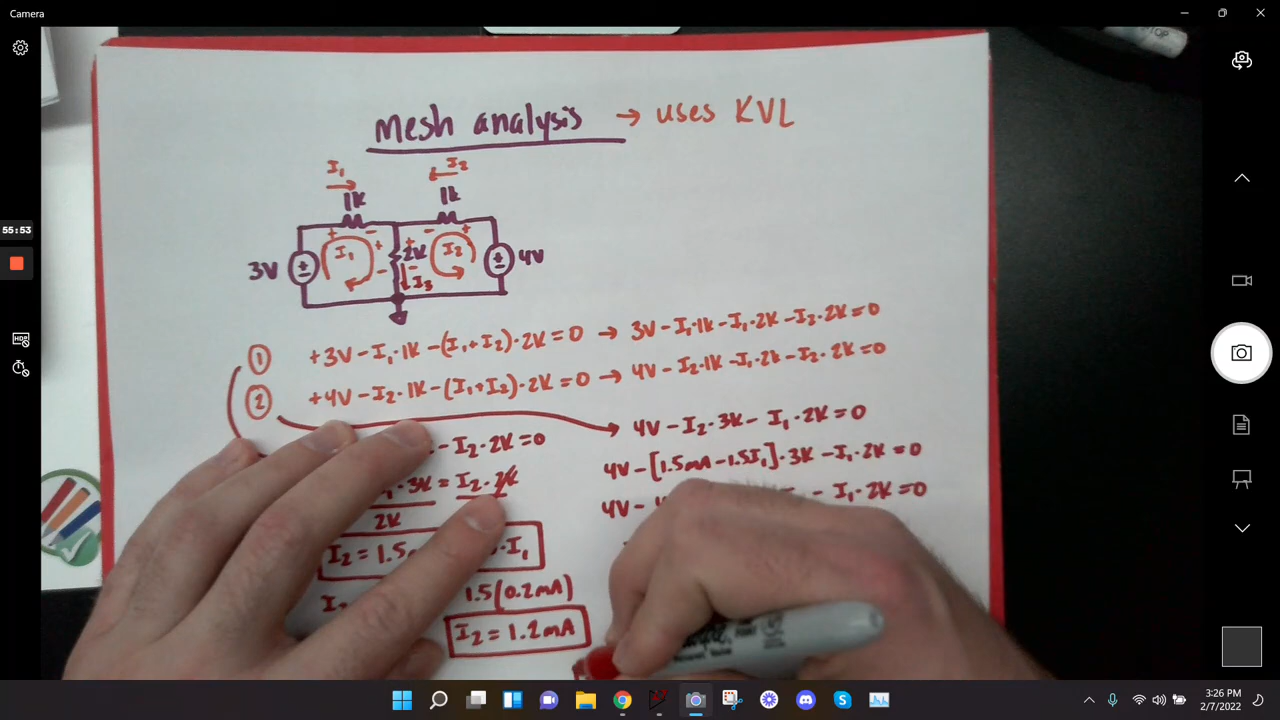 Camera
55:53
mesh analysis → uses KVL
I₁ I₂
1K 1K
3V I₁ 2K I₂ 4V
I₃
① +3V - I₁·1K - (I₁+I₂)·2K = 0 → 3V - I₁·1K - I₁·2K - I₂·2K = 0
② +4V - I₂·1K - (I₁+I₂)·2K = 0 → 4V - I₂·1K - I₁·2K - I₂·2K = 0
4V - I₂·3K - I₁·2K = 0
- I₂·2K = 0
4V - [1.5mA - 1.5I₁]·3K - I₁·2K = 0
·3K = I₂·2K
2K
4V - - I₁·2K = 0
I₂ = 1.5 · I₁
1.5(0.2mA)
I₂ = 1.2mA
3:26 PM
2/7/2022